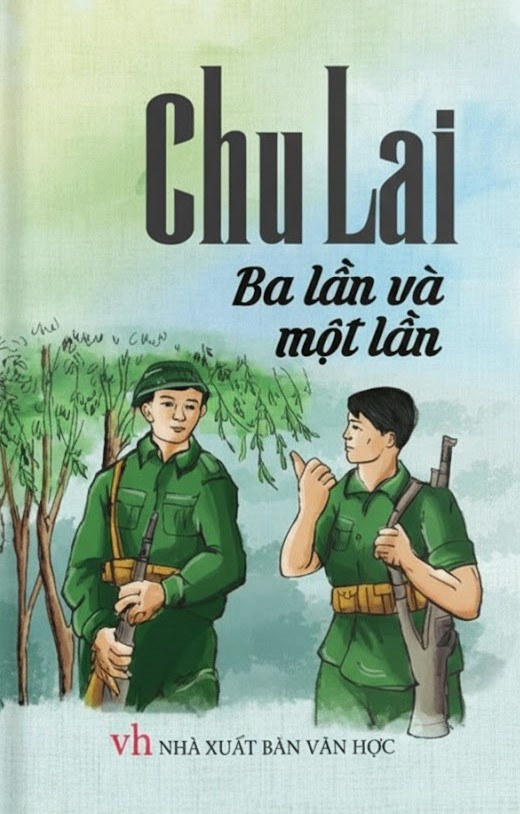 Chu Lai
Ba lần và
một lần
vh NHÀ XUẤT BẢN VĂN HỌC